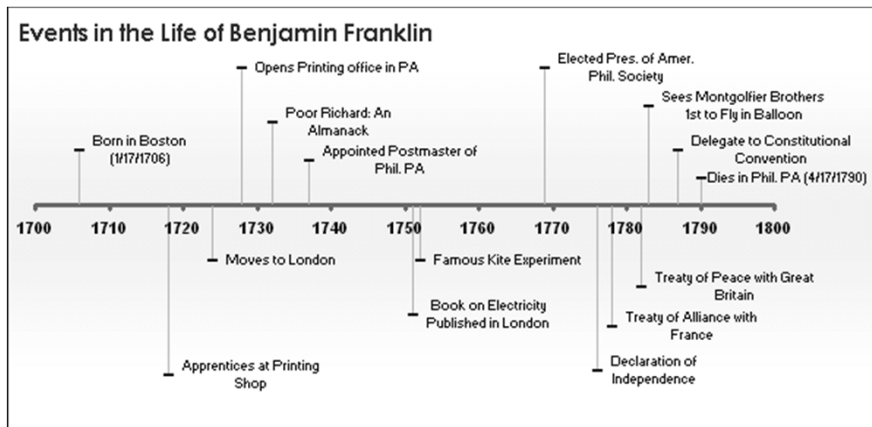 Events in the Life of Benjamin Franklin
Opens Printing office in PA
Elected Pres. of Amer.
Phil. Society
Sees Montgolfier Brothers
1st to Fly in Balloon
Poor Richard: An
Almanack
Born in Boston
(1/17/1706)
Appointed Postmaster of
Phil. PA
Delegate to Constitutional
Convention
Dies in Phil. PA (4/17/1790)
1700 1710 1720 1730 1740 1750 1760 1770 1780 1790 1800
Moves to London
Famous Kite Experiment
Treaty of Peace with Great
Britain
Book on Electricity
Published in London
Treaty of Alliance with
France
Apprentices at Printing
Shop
Declaration of
Independence